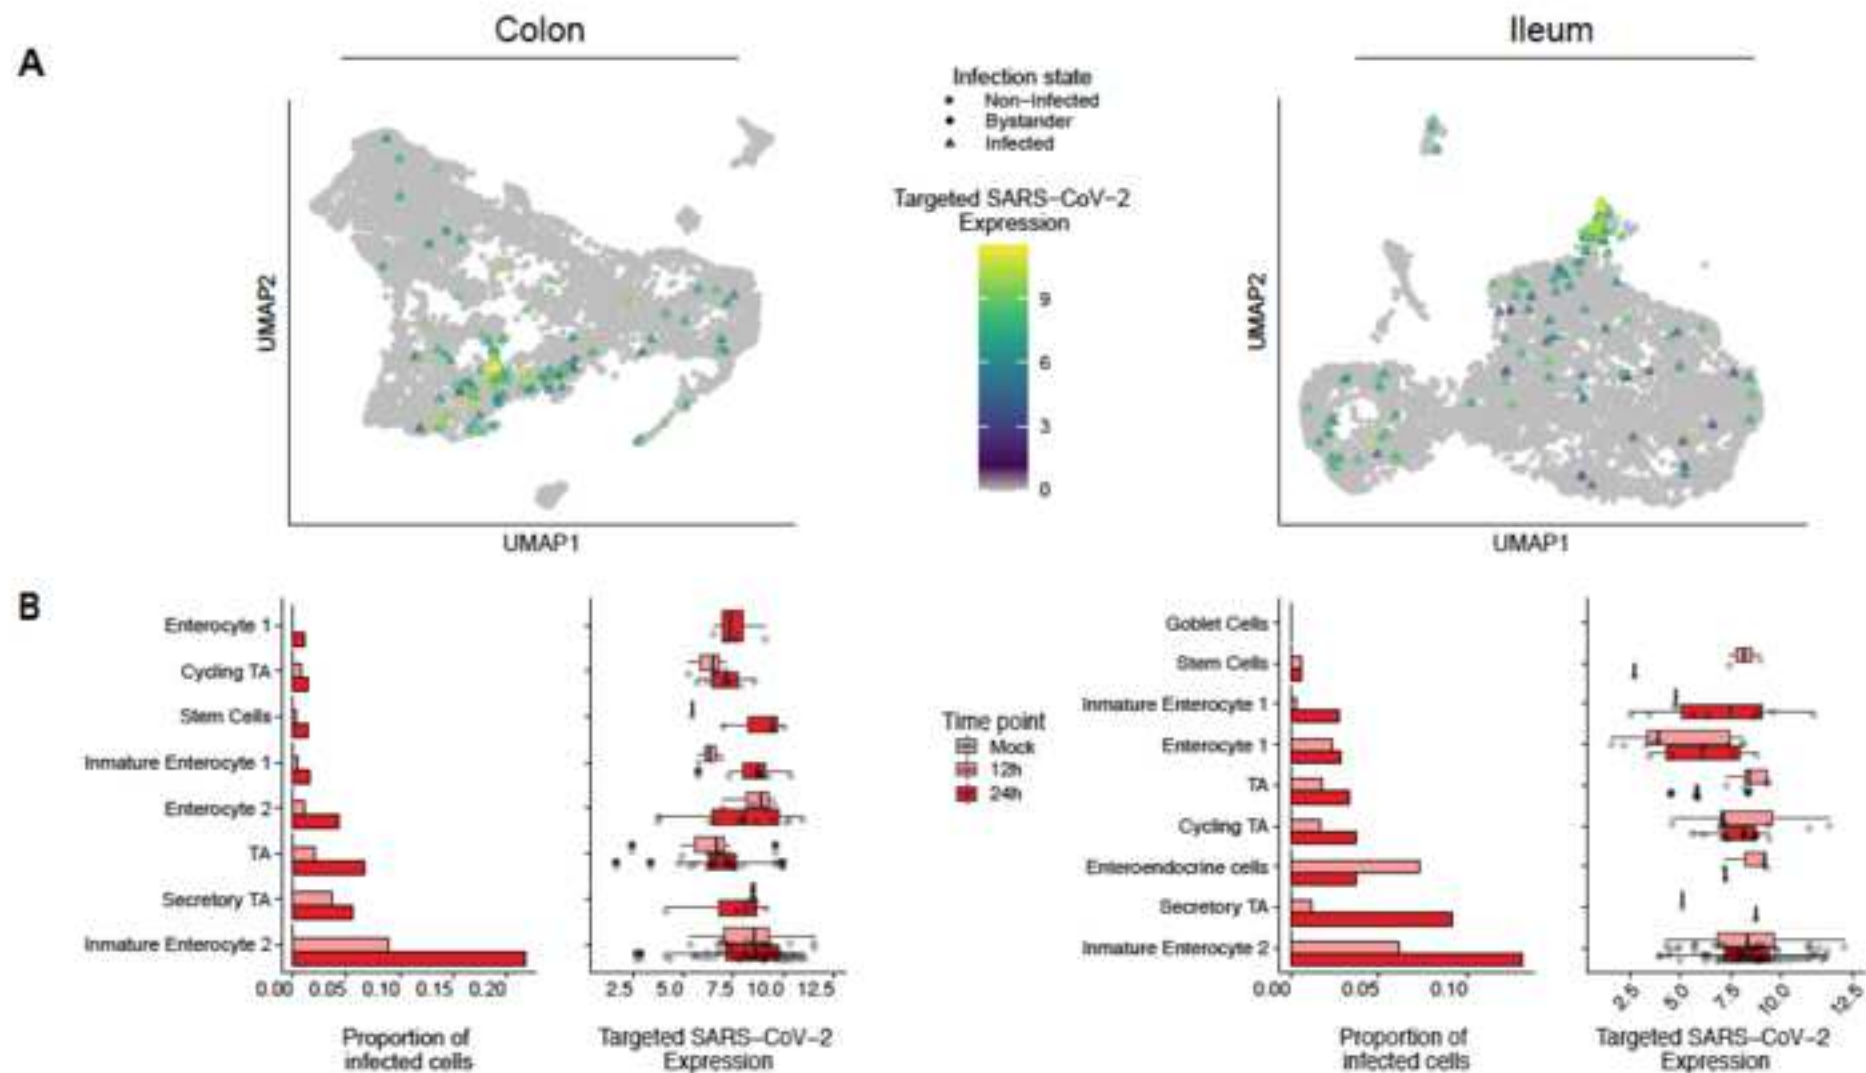 Colon
Ileum
A
Infection state
Non-infected
Bystander
Infected
Targeted SARS-CoV-2
Expression
9
6
3
0
UMAP2
UMAP1
UMAP2
UMAP1
B
Enterocyte 1
Cycling TA
Stem Cells
Inmature Enterocyte 1
Enterocyte 2
TA
Secretory TA
Inmature Enterocyte 2
0.00 0.05 0.10 0.15 0.20
Proportion of
infected cells
2.5 5.0 7.5 10.0 12.5
Targeted SARS-CoV-2
Expression
Time point
Mock
12h
24h
Goblet Cells
Stem Cells
Inmature Enterocyte 1
Enterocyte 1
TA
Cycling TA
Enteroendocrine cells
Secretory TA
Inmature Enterocyte 2
0.00 0.05 0.10
Proportion of
infected cells
2.5 5.0 7.5 10.0 12.5
Targeted SARS-CoV-2
Expression